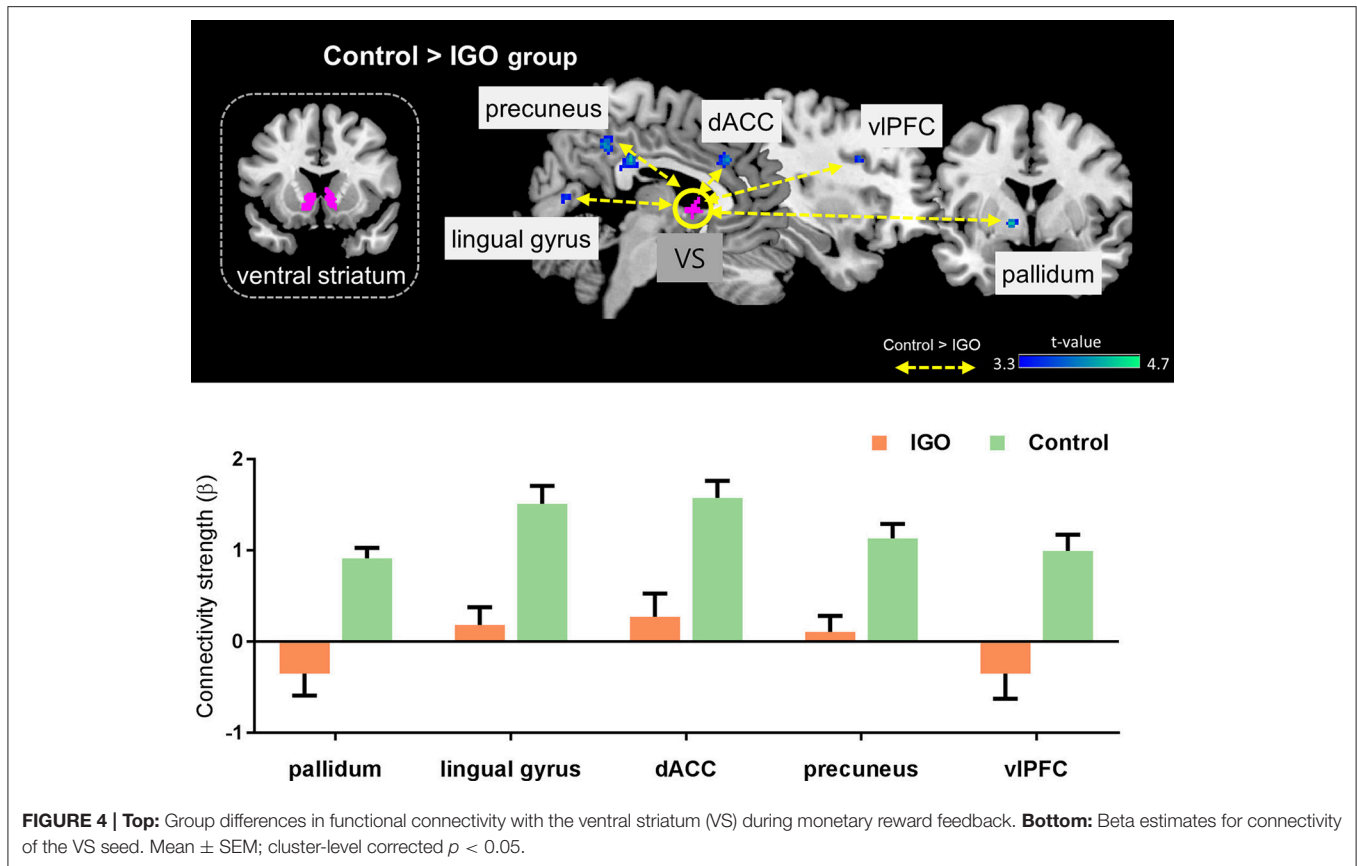 Control > IGO group
precuneus
dACC
vlPFC
lingual gyrus
ventral striatum
VS
pallidum
Control > IGO
t-value
3.3
4.7
IGO
Control
Connectivity strength (β)
2
1
0
-1
pallidum
lingual gyrus
dACC
precuneus
vlPFC
FIGURE 4 | Top: Group differences in functional connectivity with the ventral striatum (VS) during monetary reward feedback. Bottom: Beta estimates for connectivity
of the VS seed. Mean ± SEM; cluster-level corrected p < 0.05.